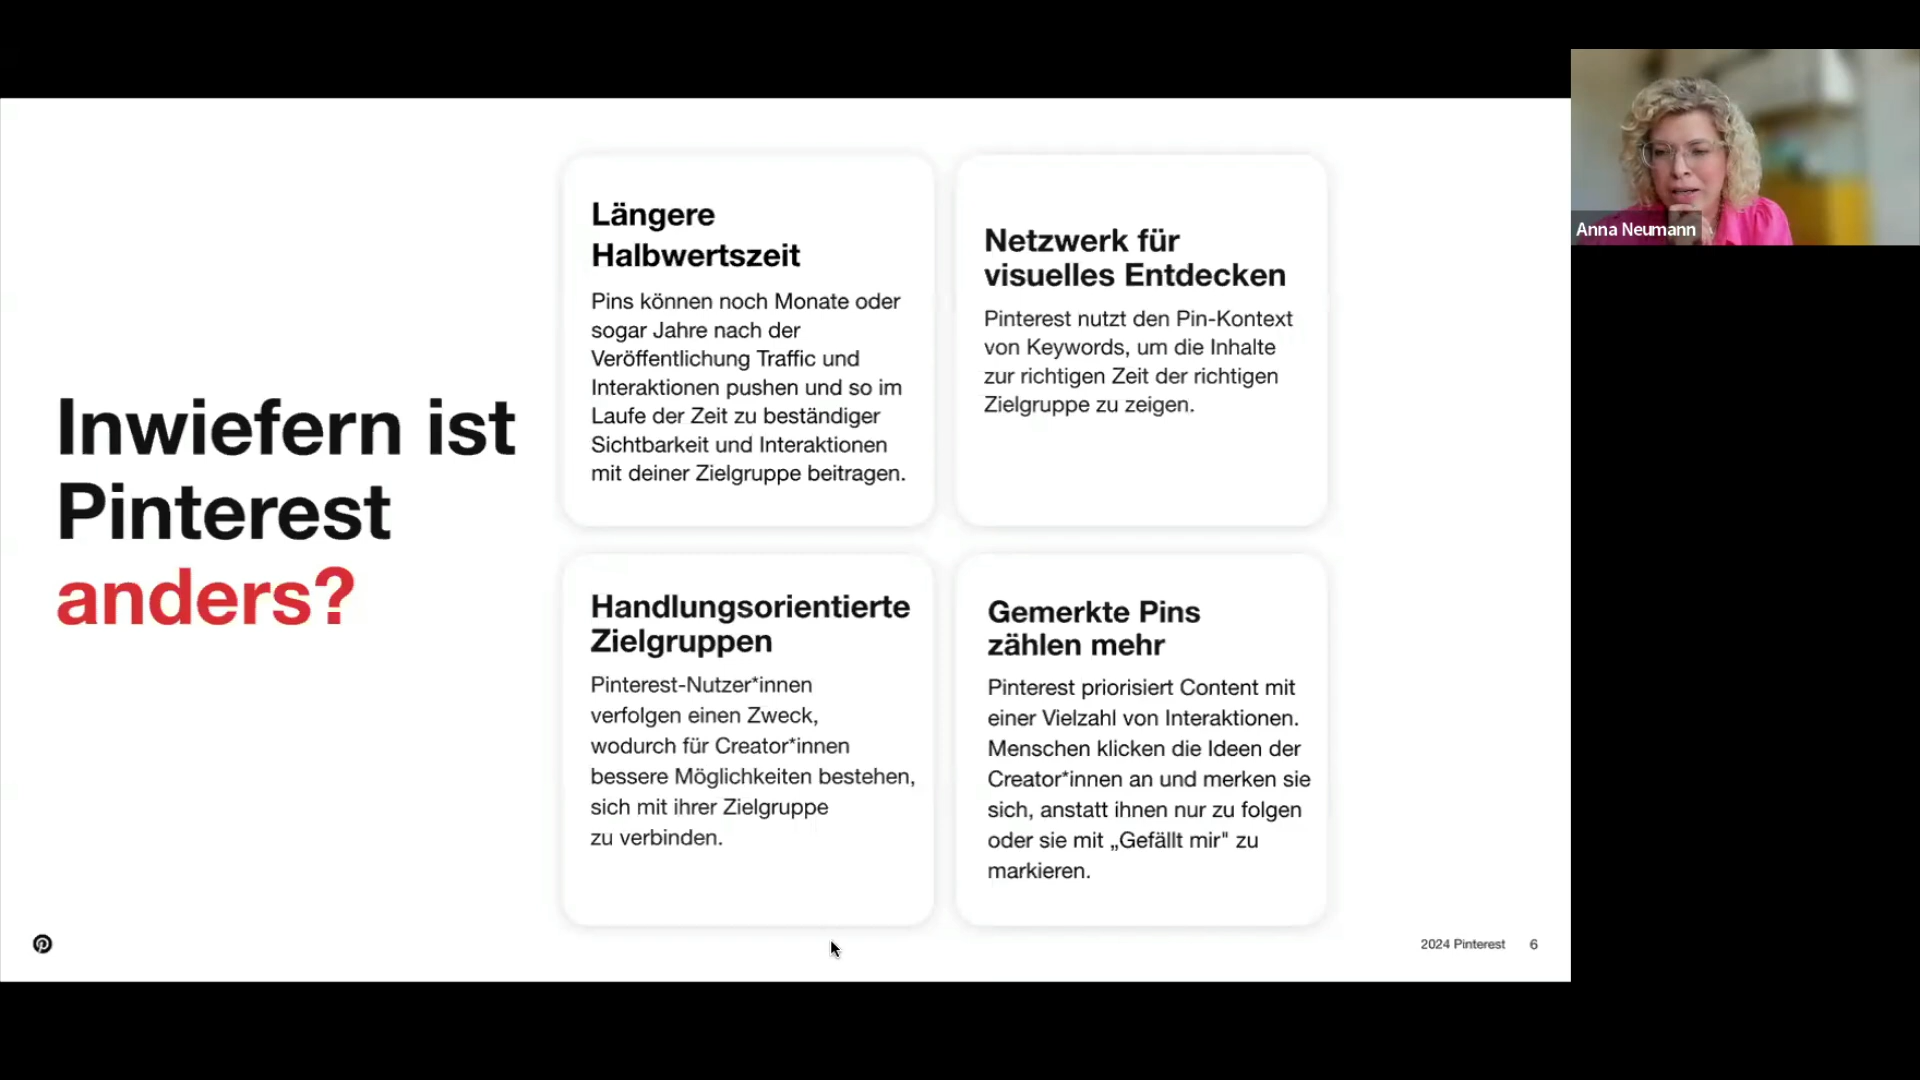 Inwiefern ist
Pinterest
anders?
Längere
Halbwertszeit
Pins können noch Monate oder
sogar Jahre nach der
Veröffentlichung Traffic und
Interaktionen pushen und so im
Laufe der Zeit zu beständiger
Sichtbarkeit und Interaktionen
mit deiner Zielgruppe beitragen.
Netzwerk für
visuelles Entdecken
Pinterest nutzt den Pin-Kontext
von Keywords, um die Inhalte
zur richtigen Zeit der richtigen
Zielgruppe zu zeigen.
Handlungsorientierte
Zielgruppen
Pinterest-Nutzer*innen
verfolgen einen Zweck,
wodurch für Creator*innen
bessere Möglichkeiten bestehen,
sich mit ihrer Zielgruppe
zu verbinden.
Gemerkte Pins
zählen mehr
Pinterest priorisiert Content mit
einer Vielzahl von Interaktionen.
Menschen klicken die Ideen der
Creator*innen an und merken sie
sich, anstatt ihnen nur zu folgen
oder sie mit „Gefällt mir" zu
markieren.
2024 Pinterest 6
Anna Neumann